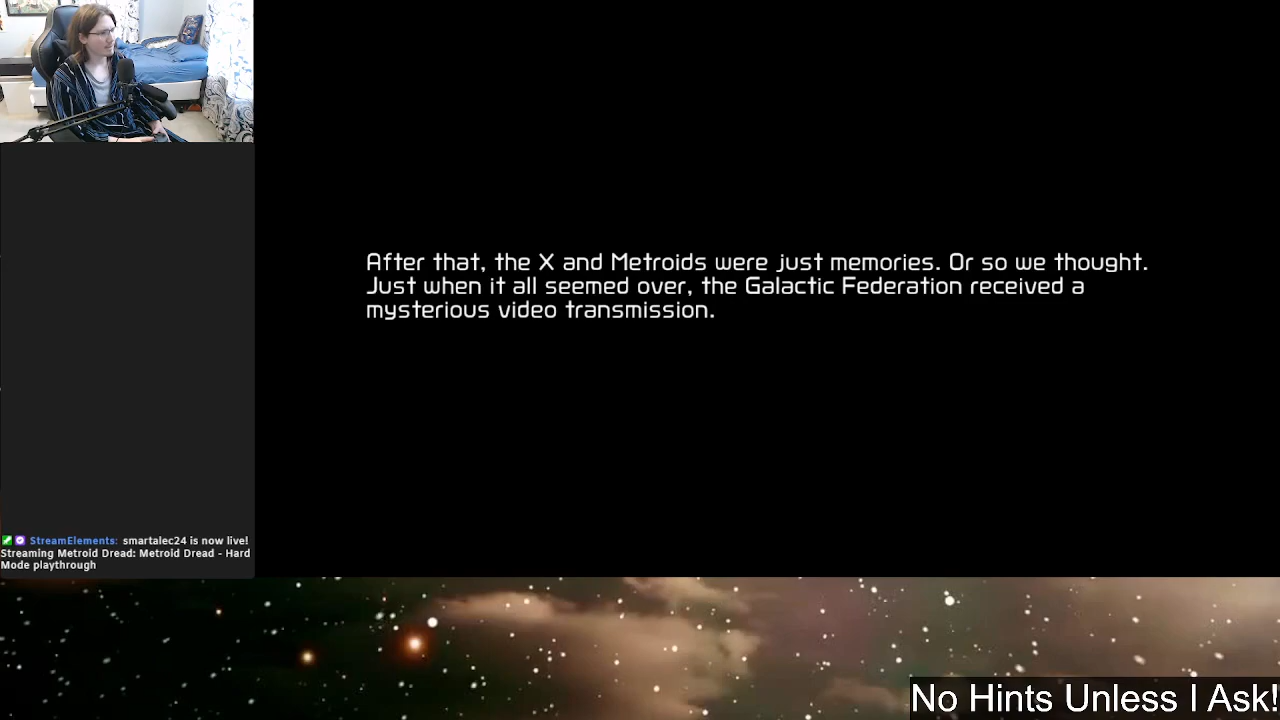 After that, the X and Metroids were just memories. Or so we thought.
Just when it all seemed over, the Galactic Federation received a
mysterious video transmission.
StreamElements: smartalec24 is now live!
Streaming Metroid Dread: Metroid Dread - Hard
Mode playthrough
No Hints Unless I Ask!